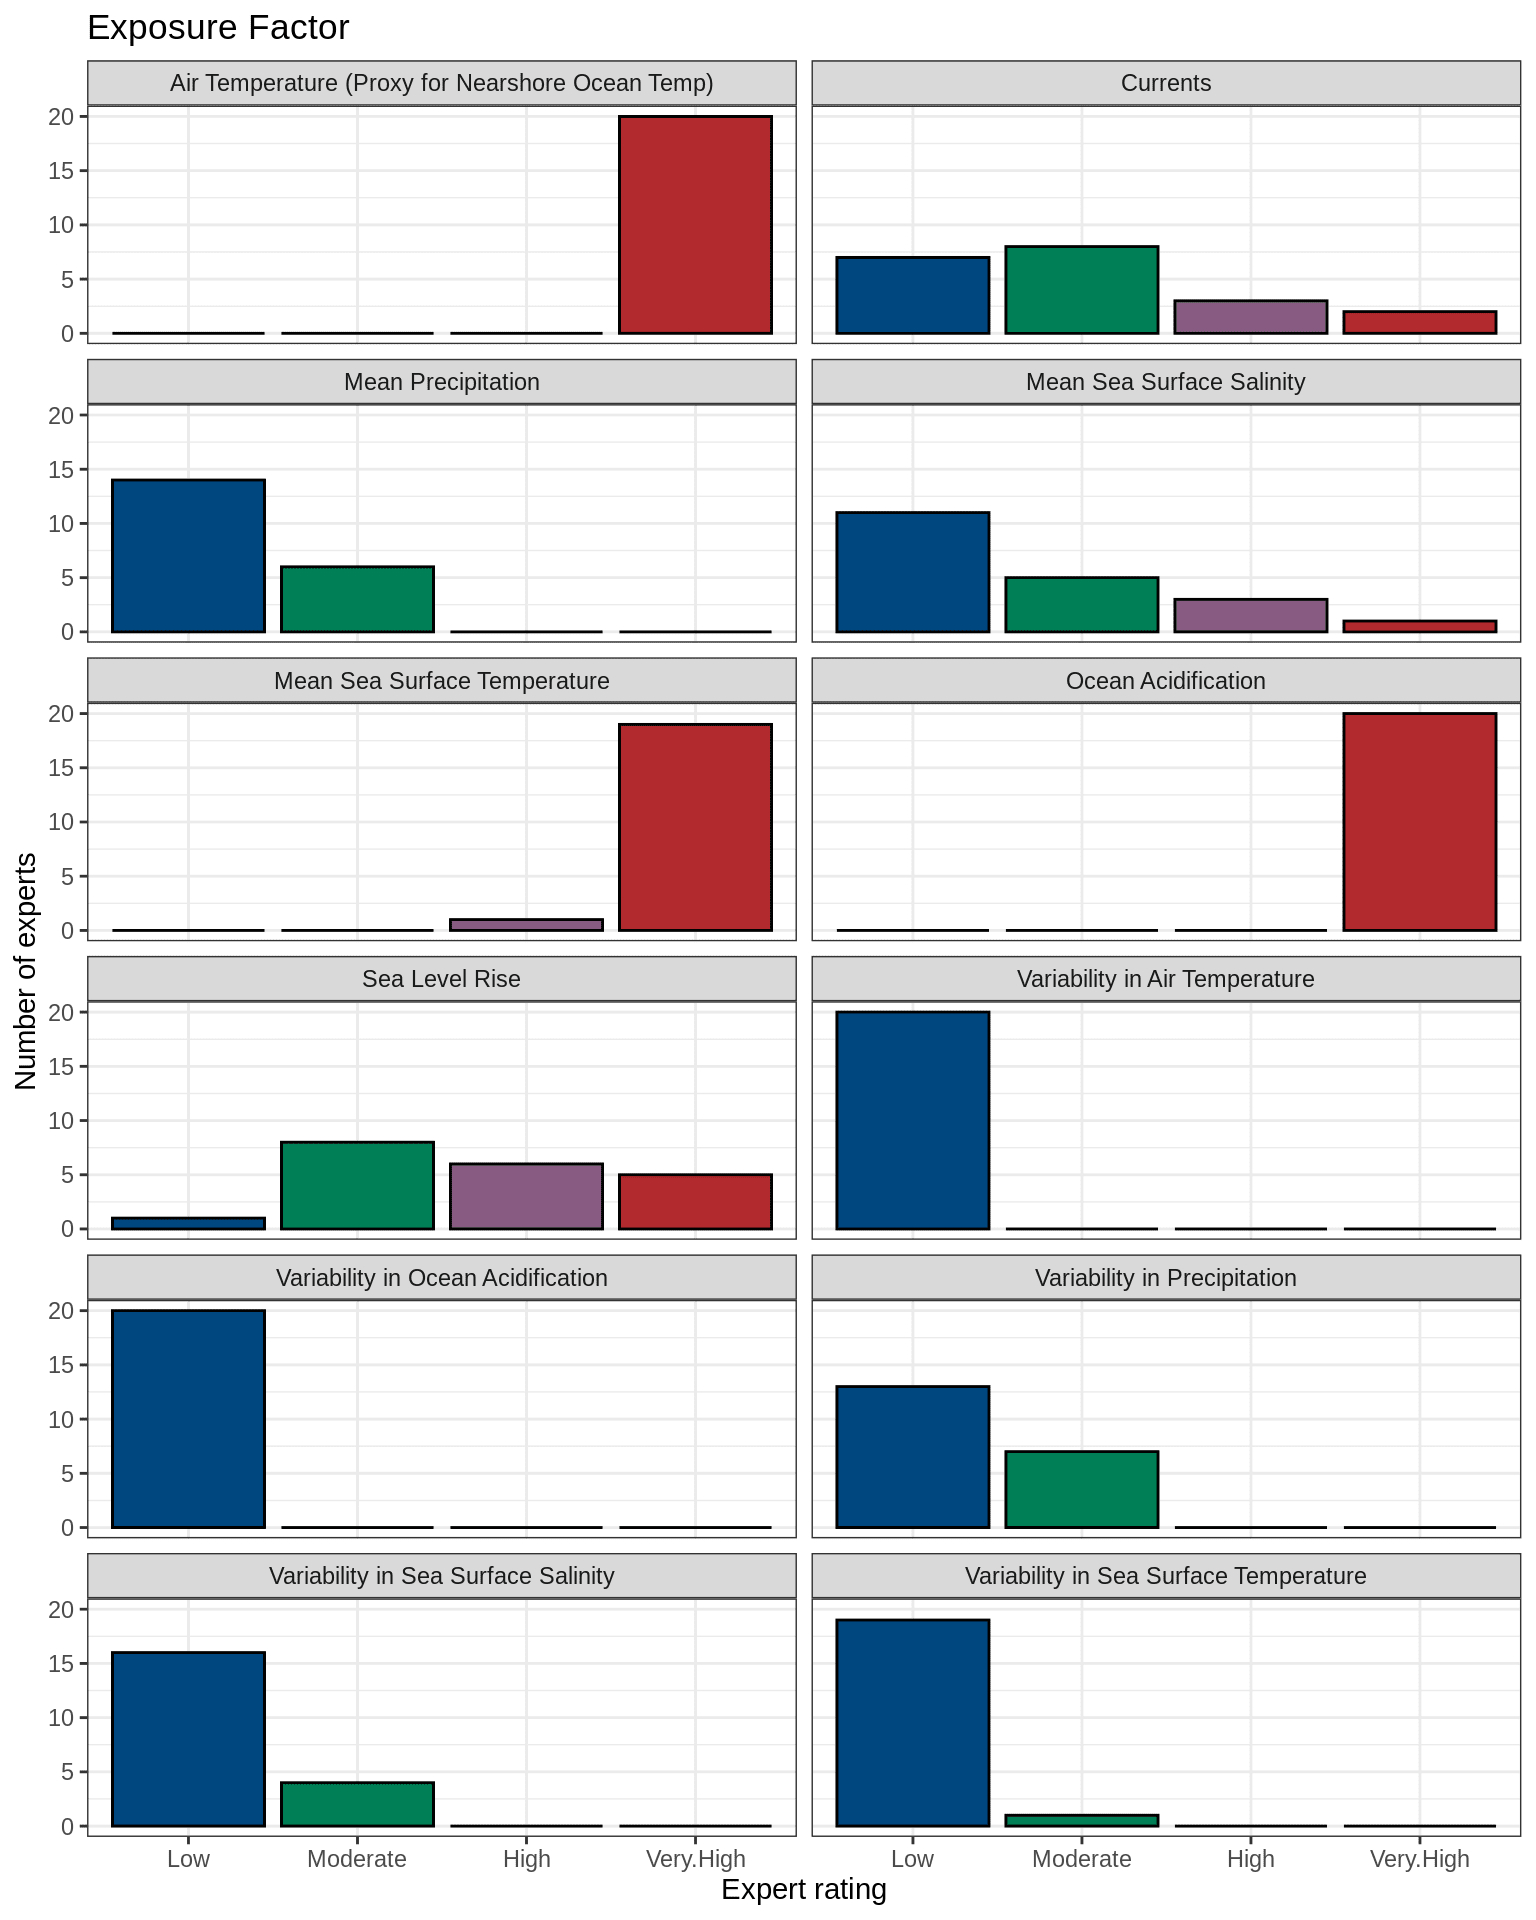 Exposure Factor
Air Temperature (Proxy for Nearshore Ocean Temp)
Currents
20
15
10
5
0
Mean Precipitation
Mean Sea Surface Salinity
20
15
10
5
0
Mean Sea Surface Temperature
Ocean Acidification
20
15
10
5
0
Number of experts
Sea Level Rise
Variability in Air Temperature
20
15
10
5
0
Variability in Ocean Acidification
Variability in Precipitation
20
15
10
5
0
Variability in Sea Surface Salinity
Variability in Sea Surface Temperature
20
15
10
5
0
Low Moderate High Very.High
Low Moderate High Very.High
Expert rating